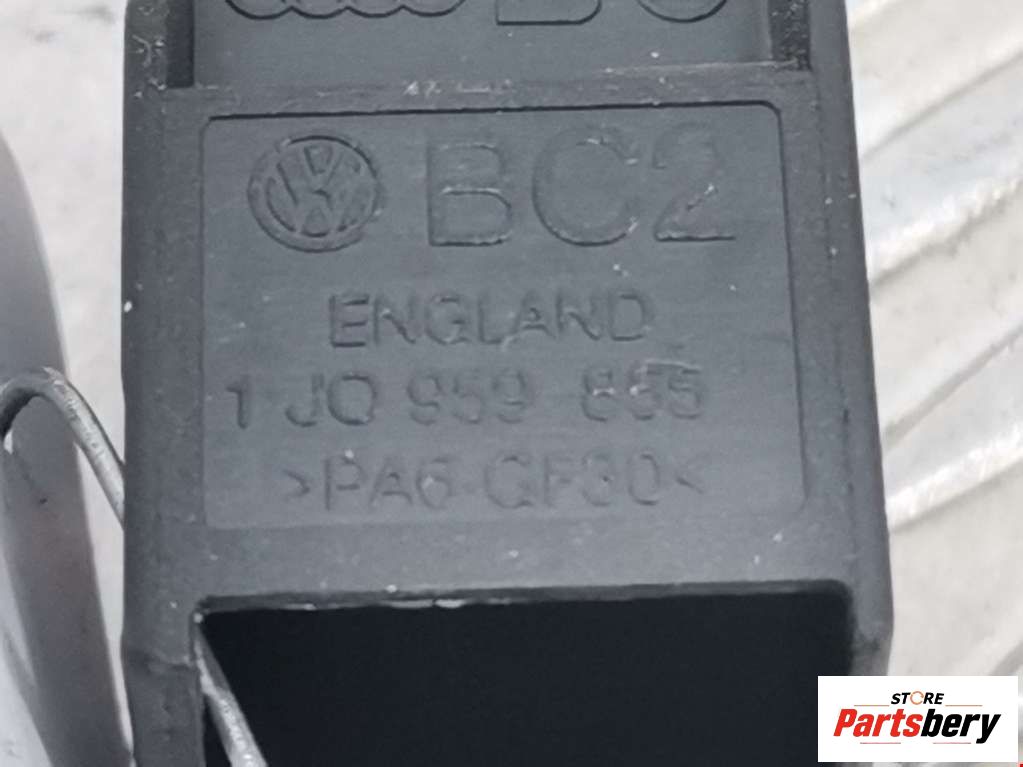 BC2
ENGLAND
1J0 959 855
>PA6-GF30<
STORE
Partsbery